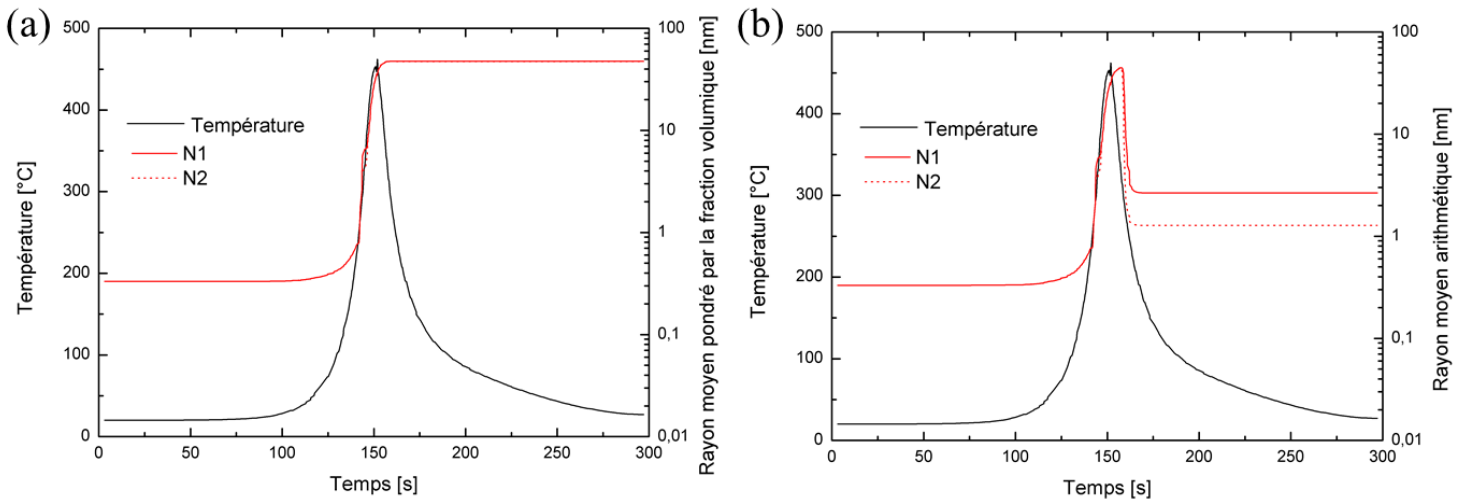 (a)
500
400
300
200
100
0
Température [°C]
Température
N1
N2
100
10
1
0,1
0,01
Rayon moyen pondré par la fraction volumique [nm]
0 50 100 150 200 250 300
Temps [s]
(b)
500
400
300
200
100
0
Température [°C]
Température
N1
N2
100
10
1
0,1
0,01
Rayon moyen arithmétique [nm]
0 50 100 150 200 250 300
Temps [s]